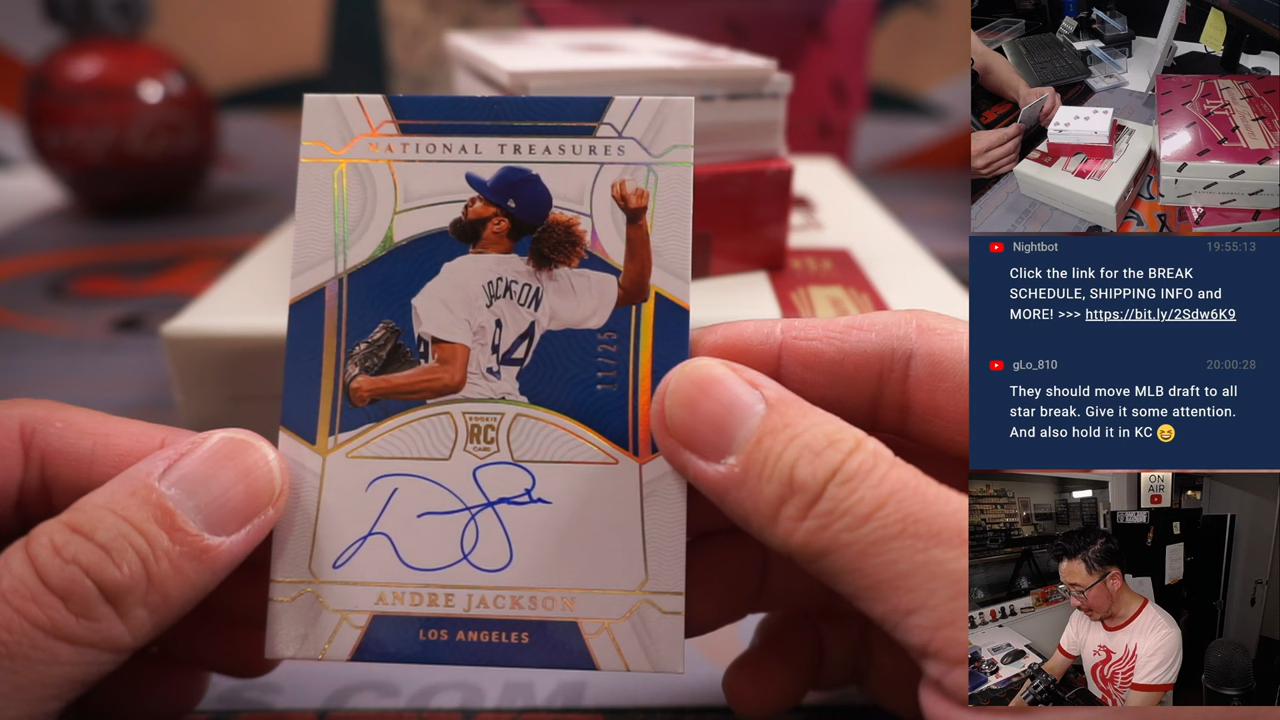 NATIONAL TREASURES
JACKSON
94
11/25
ROOKIE
RC
CARD
ANDRE JACKSON
LOS ANGELES
Nightbot 19:55:13
Click the link for the BREAK
SCHEDULE, SHIPPING INFO and
MORE! >>> https://bit.ly/2Sdw6K9
gLo_810 20:00:28
They should move MLB draft to all
star break. Give it some attention.
And also hold it in KC 😆
ON
AIR